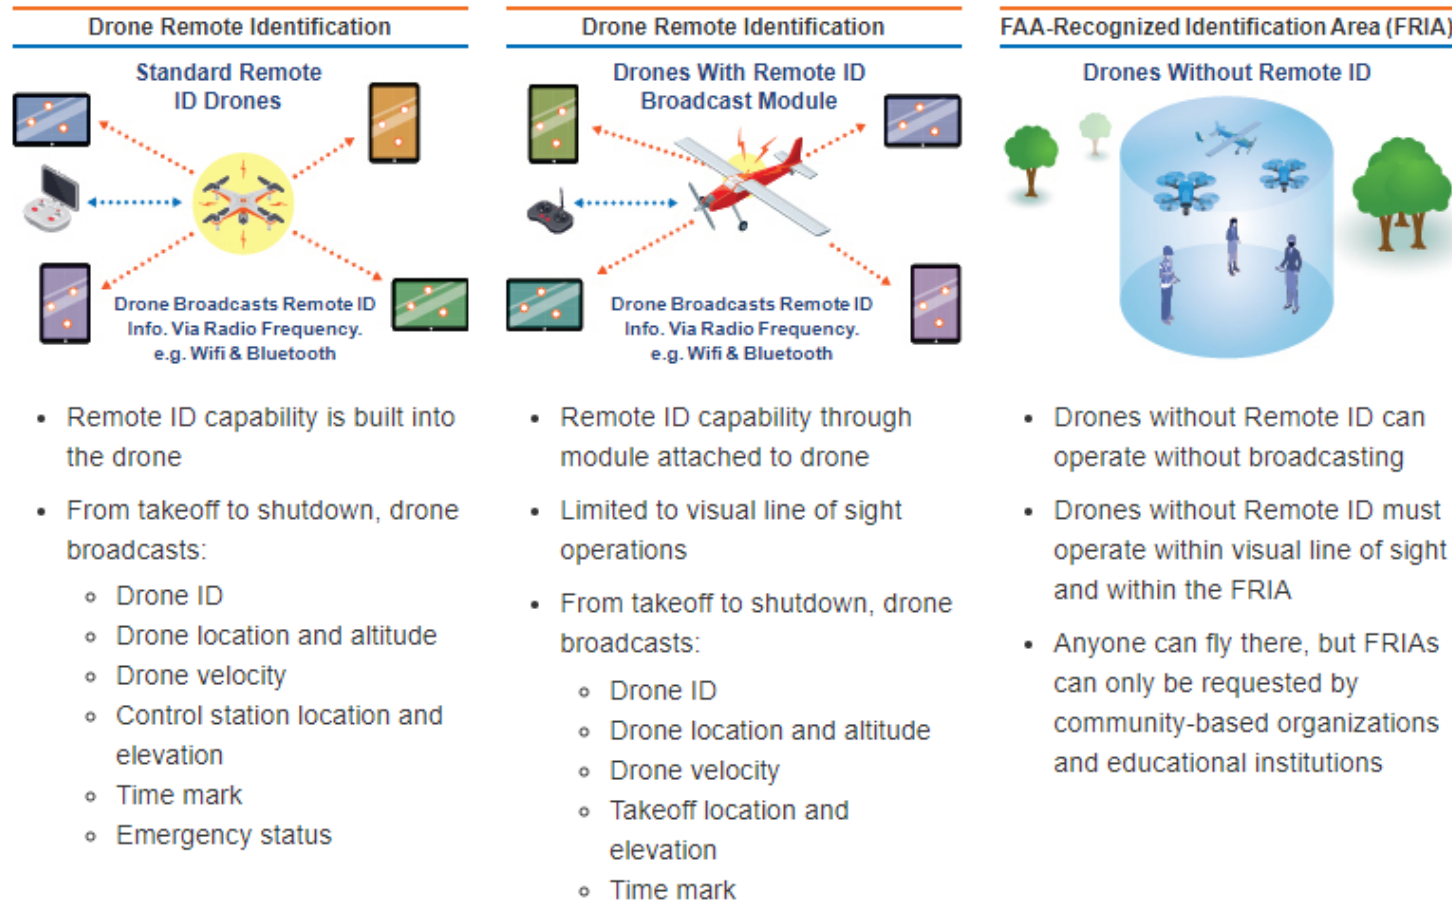 Drone Remote Identification
Standard Remote
ID Drones
Drone Broadcasts Remote ID
Info. Via Radio Frequency.
e.g. Wifi & Bluetooth
• Remote ID capability is built into
the drone
• From takeoff to shutdown, drone
broadcasts:
◦ Drone ID
◦ Drone location and altitude
◦ Drone velocity
◦ Control station location and
elevation
◦ Time mark
◦ Emergency status
Drone Remote Identification
Drones With Remote ID
Broadcast Module
Drone Broadcasts Remote ID
Info. Via Radio Frequency.
e.g. Wifi & Bluetooth
• Remote ID capability through
module attached to drone
• Limited to visual line of sight
operations
• From takeoff to shutdown, drone
broadcasts:
◦ Drone ID
◦ Drone location and altitude
◦ Drone velocity
◦ Takeoff location and
elevation
◦ Time mark
FAA-Recognized Identification Area (FRIA)
Drones Without Remote ID
• Drones without Remote ID can
operate without broadcasting
• Drones without Remote ID must
operate within visual line of sight
and within the FRIA
• Anyone can fly there, but FRIAs
can only be requested by
community-based organizations
and educational institutions